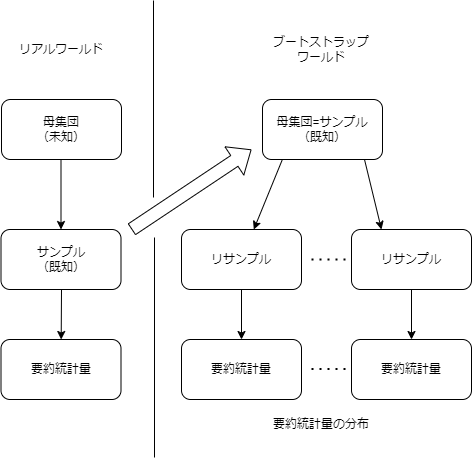 リアルワールド
ブートストラップ
ワールド
母集団
(未知)
母集団=サンプル
(既知)
サンプル
(既知)
リサンプル
・・・・・
リサンプル
要約統計量
要約統計量
・・・・・
要約統計量
要約統計量の分布